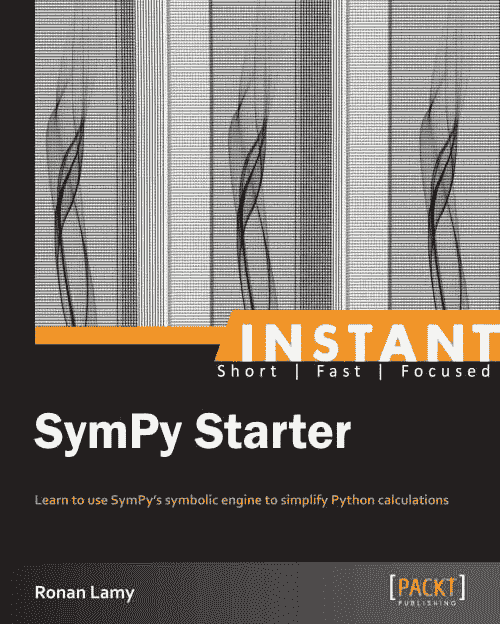 INSTANT
Short | Fast | Focused
SymPy Starter
Learn to use SymPy's symbolic engine to simplify Python calculations
Ronan Lamy
[PACKT]
PUBLISHING